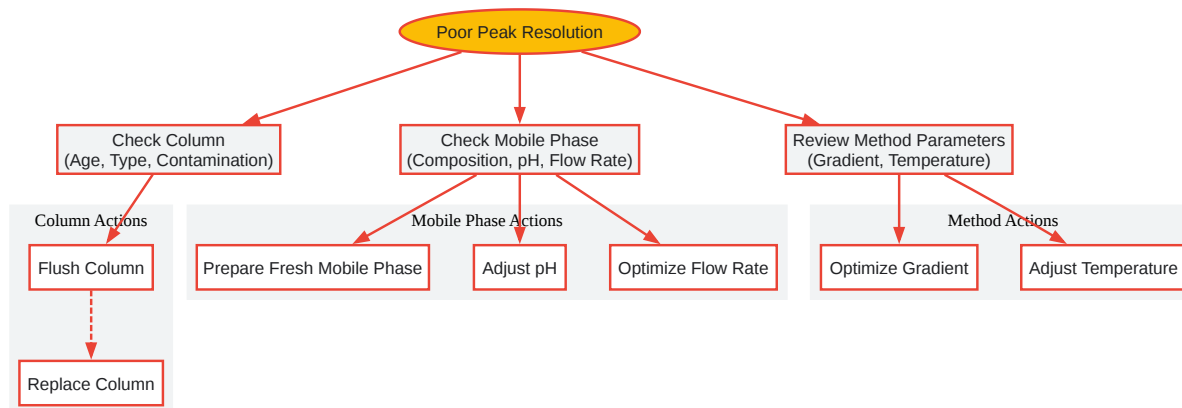 Poor Peak Resolution
Check Column
(Age, Type, Contamination)
Check Mobile Phase
(Composition, pH, Flow Rate)
Review Method Parameters
(Gradient, Temperature)
Column Actions
Mobile Phase Actions
Method Actions
Flush Column
Prepare Fresh Mobile Phase
Adjust pH
Optimize Flow Rate
Optimize Gradient
Adjust Temperature
Replace Column